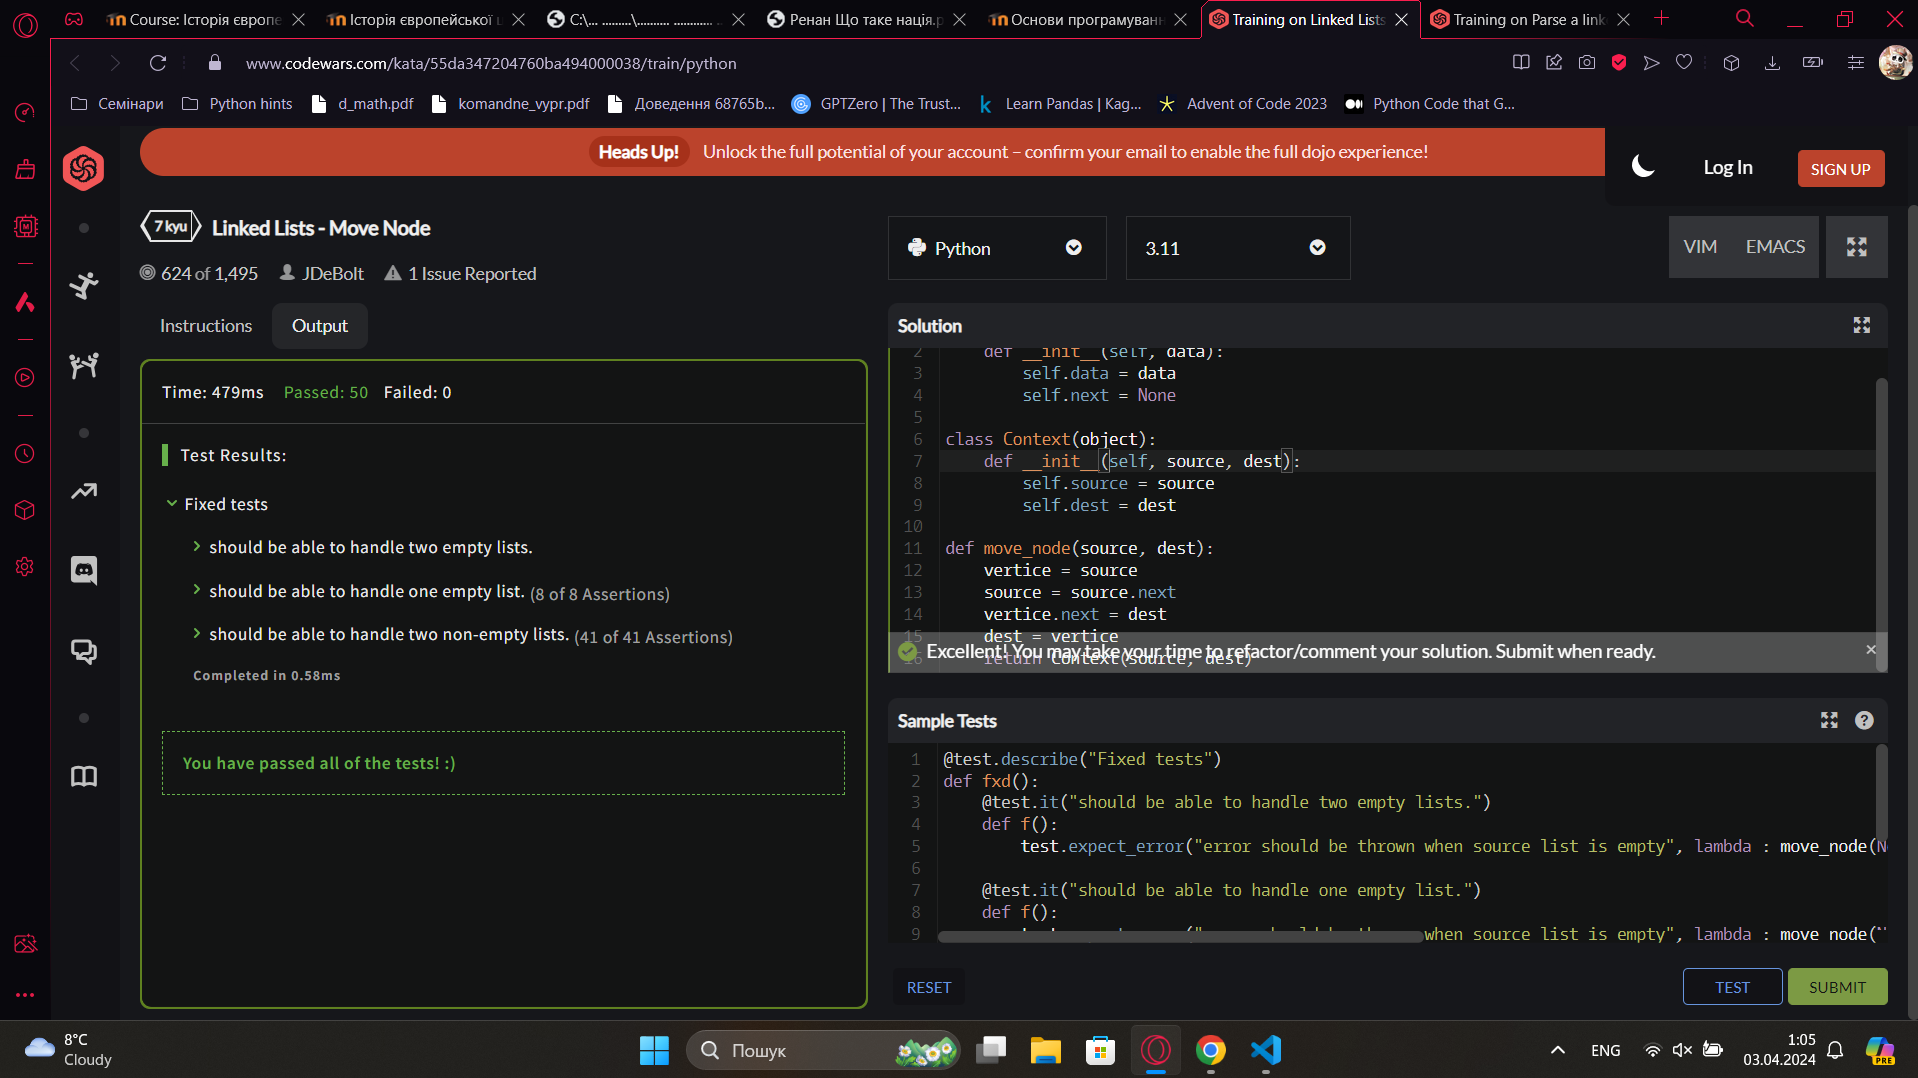 Course: Історія європе
Історія європейської ц
C:\... .........\.......... ............ ..
Ренан Що таке нація.р
Основи програмуванн
Training on Linked Lists
Training on Parse a link
www.codewars.com/kata/55da347204760ba494000038/train/python
Семінари
Python hints
d_math.pdf
komandne_vypr.pdf
Доведення 68765b...
GPTZero | The Trust...
Learn Pandas | Kag...
Advent of Code 2023
Python Code that G...
Heads Up! Unlock the full potential of your account – confirm your email to enable the full dojo experience!
Log In
SIGN UP
7 kyu Linked Lists - Move Node
624 of 1,495 JDeBolt 1 Issue Reported
Python
3.11
VIM EMACS
Instructions Output
Time: 479ms Passed: 50 Failed: 0
Test Results:
Fixed tests
should be able to handle two empty lists.
should be able to handle one empty list. (8 of 8 Assertions)
should be able to handle two non-empty lists. (41 of 41 Assertions)
Completed in 0.58ms
You have passed all of the tests! :)
Solution
2 def __init__(self, data):
3 self.data = data
4 self.next = None
5
6 class Context(object):
7 def __init__(self, source, dest):
8 self.source = source
9 self.dest = dest
10
11 def move_node(source, dest):
12 vertice = source
13 source = source.next
14 vertice.next = dest
15 dest = vertice
16 return Context(source, dest)
Excellent! You may take your time to refactor/comment your solution. Submit when ready.
Sample Tests
1 @test.describe("Fixed tests")
2 def fxd():
3 @test.it("should be able to handle two empty lists.")
4 def f():
5 test.expect_error("error should be thrown when source list is empty", lambda : move_node(N
6
7 @test.it("should be able to handle one empty list.")
8 def f():
9 when source list is empty", lambda : move_node(
RESET
TEST
SUBMIT
8°C
Cloudy
Пошук
ENG
1:05
03.04.2024
PRE